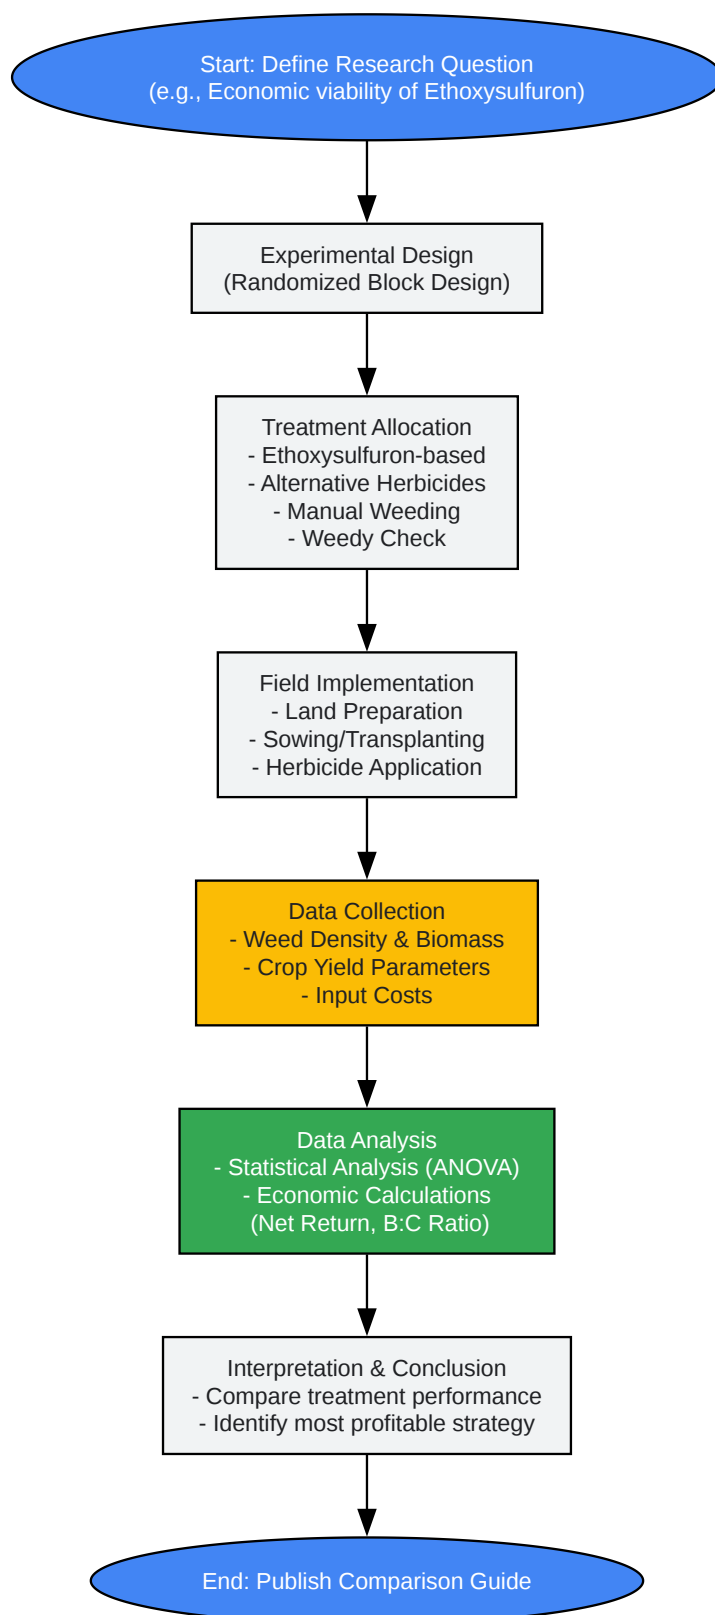 Start: Define Research Question
(e.g., Economic viability of Ethoxysulfuron)
Experimental Design
(Randomized Block Design)
Treatment Allocation
- Ethoxysulfuron-based
- Alternative Herbicides
- Manual Weeding
- Weedy Check
Field Implementation
- Land Preparation
- Sowing/Transplanting
- Herbicide Application
Data Collection
- Weed Density & Biomass
- Crop Yield Parameters
- Input Costs
Data Analysis
- Statistical Analysis (ANOVA)
- Economic Calculations
(Net Return, B:C Ratio)
Interpretation & Conclusion
- Compare treatment performance
- Identify most profitable strategy
End: Publish Comparison Guide